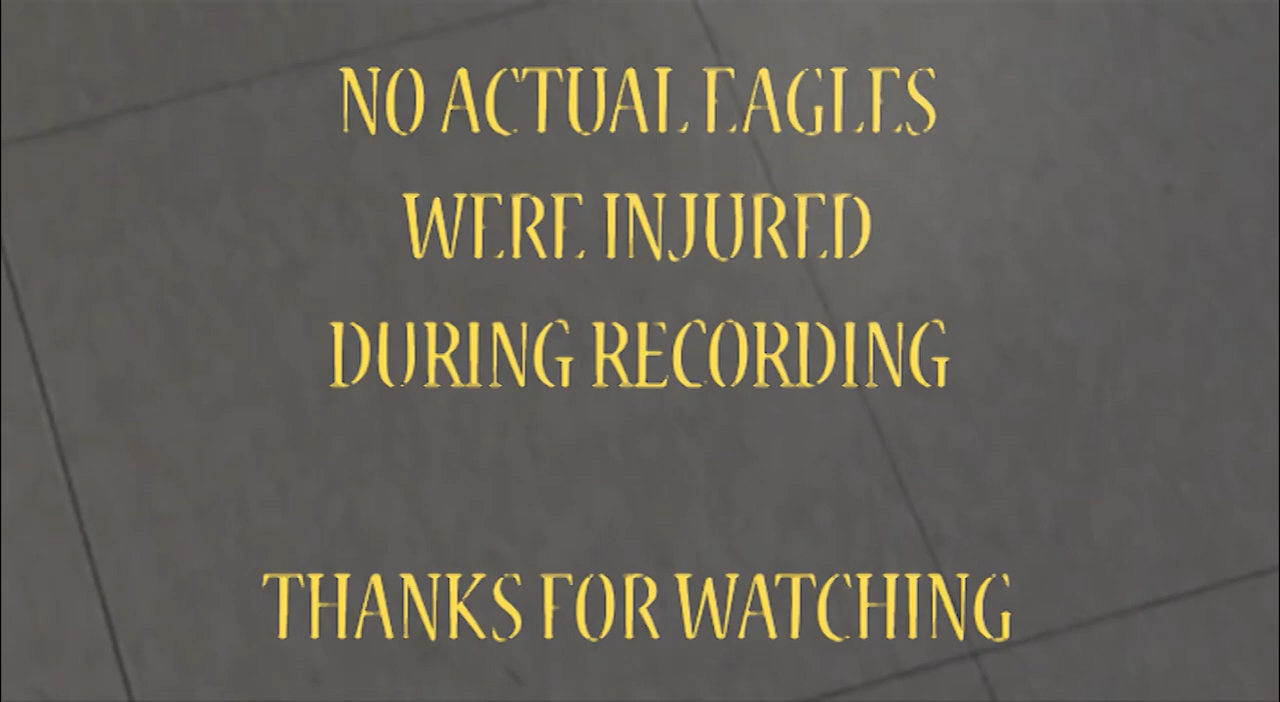 NO ACTUAL EAGLES
WERE INJURED
DURING RECORDING
THANKS FOR WATCHING